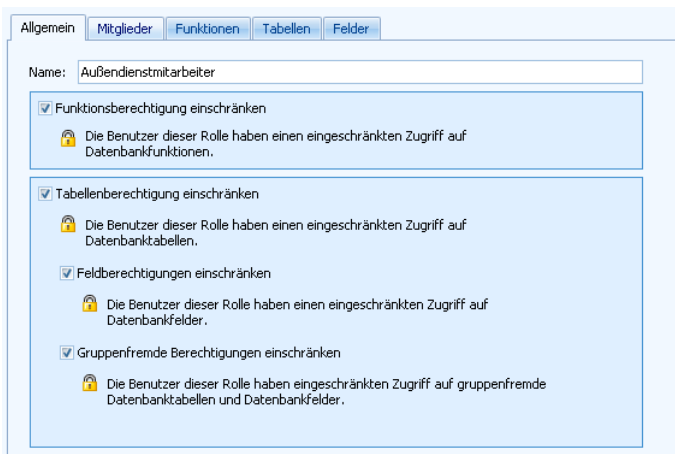 Allgemein Mitglieder Funktionen Tabellen Felder
Name: Außendienstmitarbeiter
Funktionsberechtigung einschränken
Die Benutzer dieser Rolle haben einen eingeschränkten Zugriff auf
Datenbankfunktionen.
Tabellenberechtigung einschränken
Die Benutzer dieser Rolle haben einen eingeschränkten Zugriff auf
Datenbanktabellen.
Feldberechtigungen einschränken
Die Benutzer dieser Rolle haben einen eingeschränkten Zugriff auf
Datenbankfelder.
Gruppenfremde Berechtigungen einschränken
Die Benutzer dieser Rolle haben eingeschränkten Zugriff auf gruppenfremde
Datenbanktabellen und Datenbankfelder.